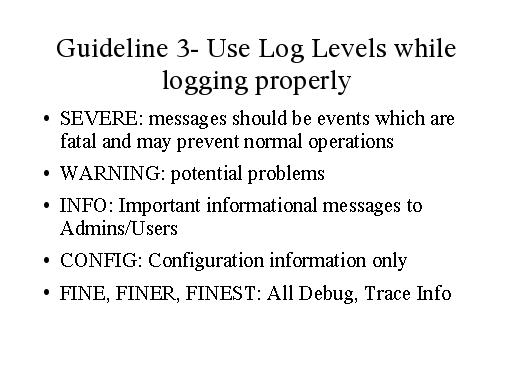 Guideline 3- Use Log Levels while
logging properly
• SEVERE: messages should be events which are
fatal and may prevent normal operations
• WARNING: potential problems
• INFO: Important informational messages to
Admins/Users
• CONFIG: Configuration information only
• FINE, FINER, FINEST: All Debug, Trace Info